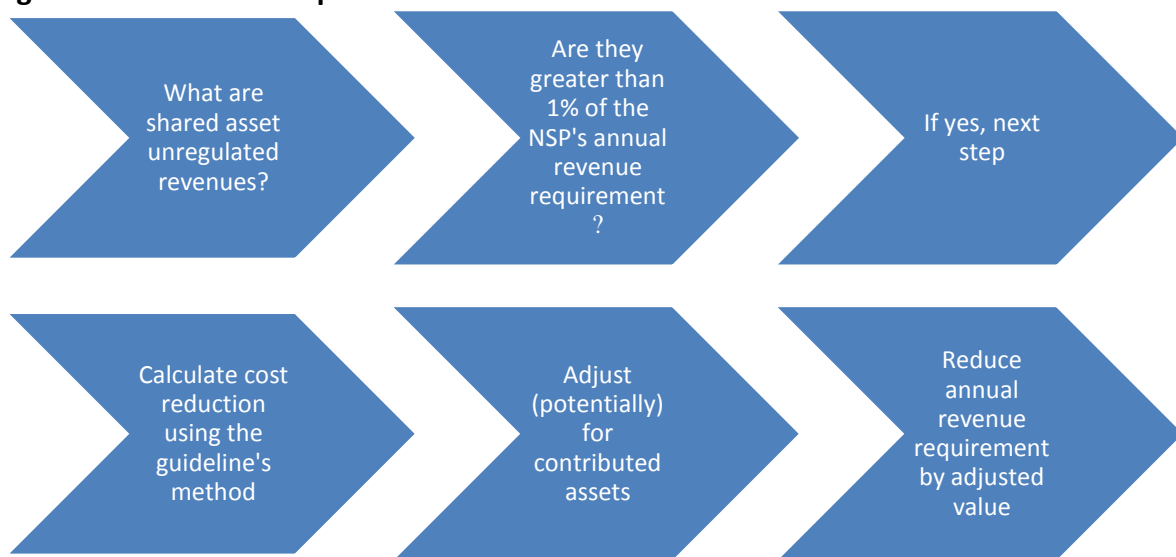 What are
shared asset
unregulated
revenues?
Are they
greater than
1% of the
NSP's annual
revenue
requirement
?
If yes, next
step
Calculate cost
reduction
using the
guideline's
method
Adjust
(potentially)
for
contributed
assets
Reduce
annual
revenue
requirement
by adjusted
value